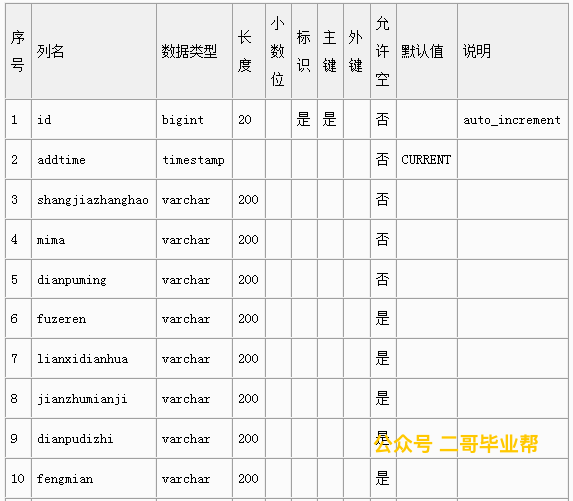 序号 列名 数据类型 长度 小数位 标识 主键 外键 允许空 默认值 说明
1 id bigint 20 是 是 否 auto_increment
2 addtime timestamp 否 CURRENT
3 shangjiazhanghao varchar 200 否
4 mima varchar 200 否
5 dianpuming varchar 200 否
6 fuzeren varchar 200 是
7 lianxidianhua varchar 200 是
8 jianzhumianji varchar 200 是
9 dianpudizhi varchar 200 是
公众号 二哥毕业帮
10 fengmian varchar 200 是